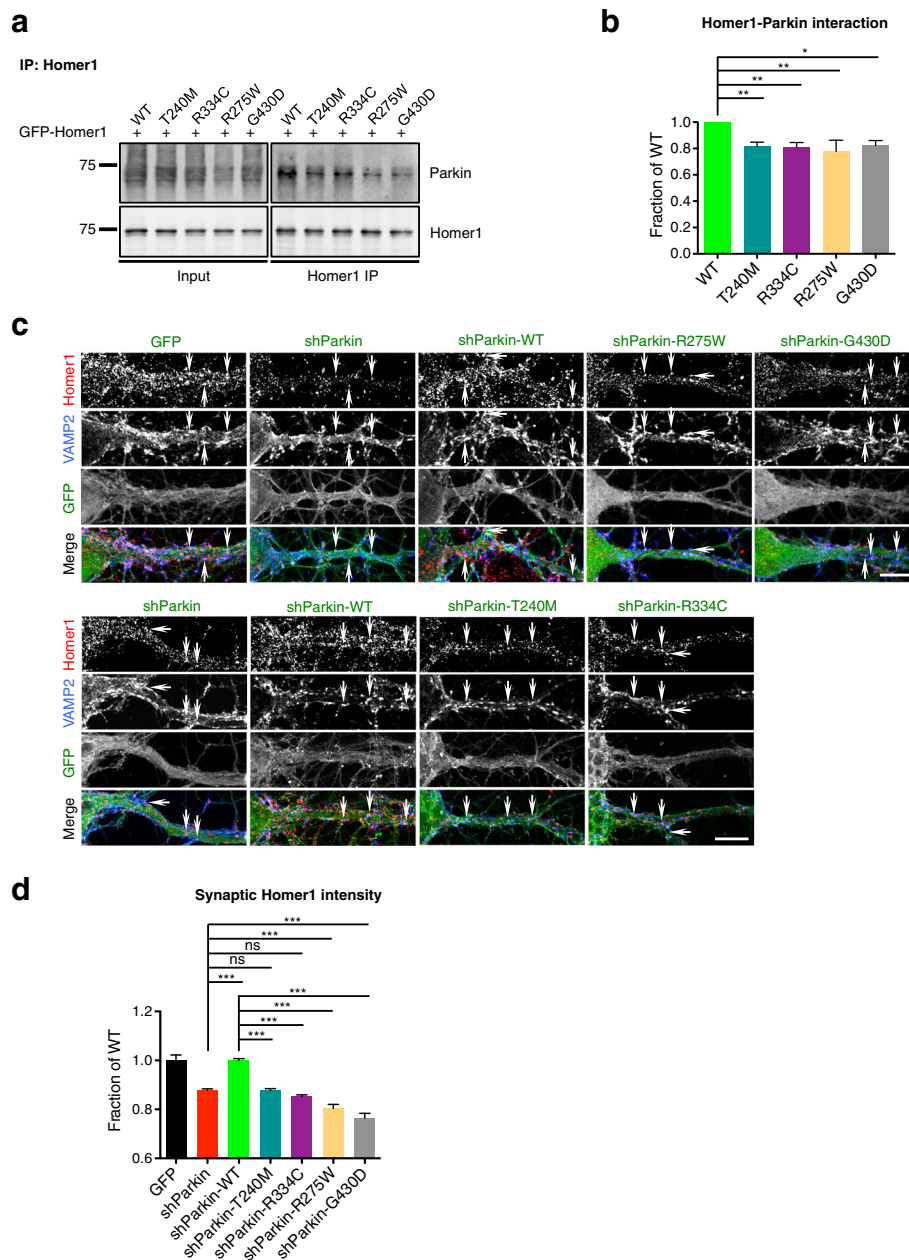 a
IP: Homer1
WT T240M R334C R275W G430D WT T240M R334C R275W G430D
GFP-Homer1 + + + + + + + + + +
75
Parkin
75
Homer1
Input Homer1 IP
b
Homer1-Parkin interaction
*
**
**
**
1.0
0.8
0.6
0.4
0.2
0.0
Fraction of WT
WT T240M R334C R275W G430D
c
GFP shParkin shParkin-WT shParkin-R275W shParkin-G430D
Homer1
VAMP2
GFP
Merge
shParkin shParkin-WT shParkin-T240M shParkin-R334C
Homer1
VAMP2
GFP
Merge
d
Synaptic Homer1 intensity
***
***
ns
ns
***
***
***
***
***
1.2
1.0
0.8
0.6
Fraction of WT
GFP shParkin shParkin-WT shParkin-T240M shParkin-R334C shParkin-R275W shParkin-G430D